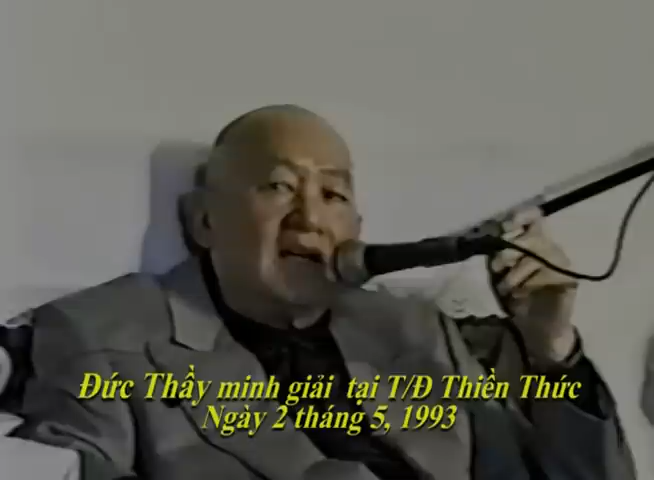 Đức Thầy minh giải tại T/Đ Thiền Thức
Ngày 2 tháng 5, 1993